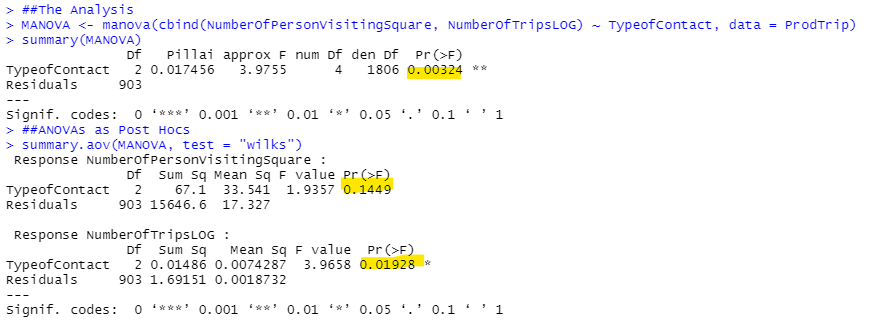 > ##The Analysis
> MANOVA <- manova(cbind(NumberOfPersonVisitingSquare, NumberOfTripsLOG) ~ TypeofContact, data = ProdTrip)
> summary(MANOVA)
Df Pillai approx F num Df den Df Pr(>F)
TypeofContact 2 0.017456 3.9755 4 1806 0.00324 **
Residuals 903
---
Signif. codes: 0 ‘***’ 0.001 ‘**’ 0.01 ‘*’ 0.05 ‘.’ 0.1 ‘ ’ 1
> ##ANOVAs as Post Hocs
> summary.aov(MANOVA, test = "wilks")
Response NumberOfPersonVisitingSquare :
Df Sum Sq Mean Sq F value Pr(>F)
TypeofContact 2 67.1 33.541 1.9357 0.1449
Residuals 903 15646.6 17.327
Response NumberOfTripsLOG :
Df Sum Sq Mean Sq F value Pr(>F)
TypeofContact 2 0.01486 0.0074287 3.9658 0.01928 *
Residuals 903 1.69151 0.0018732
---
Signif. codes: 0 ‘***’ 0.001 ‘**’ 0.01 ‘*’ 0.05 ‘.’ 0.1 ‘ ’ 1